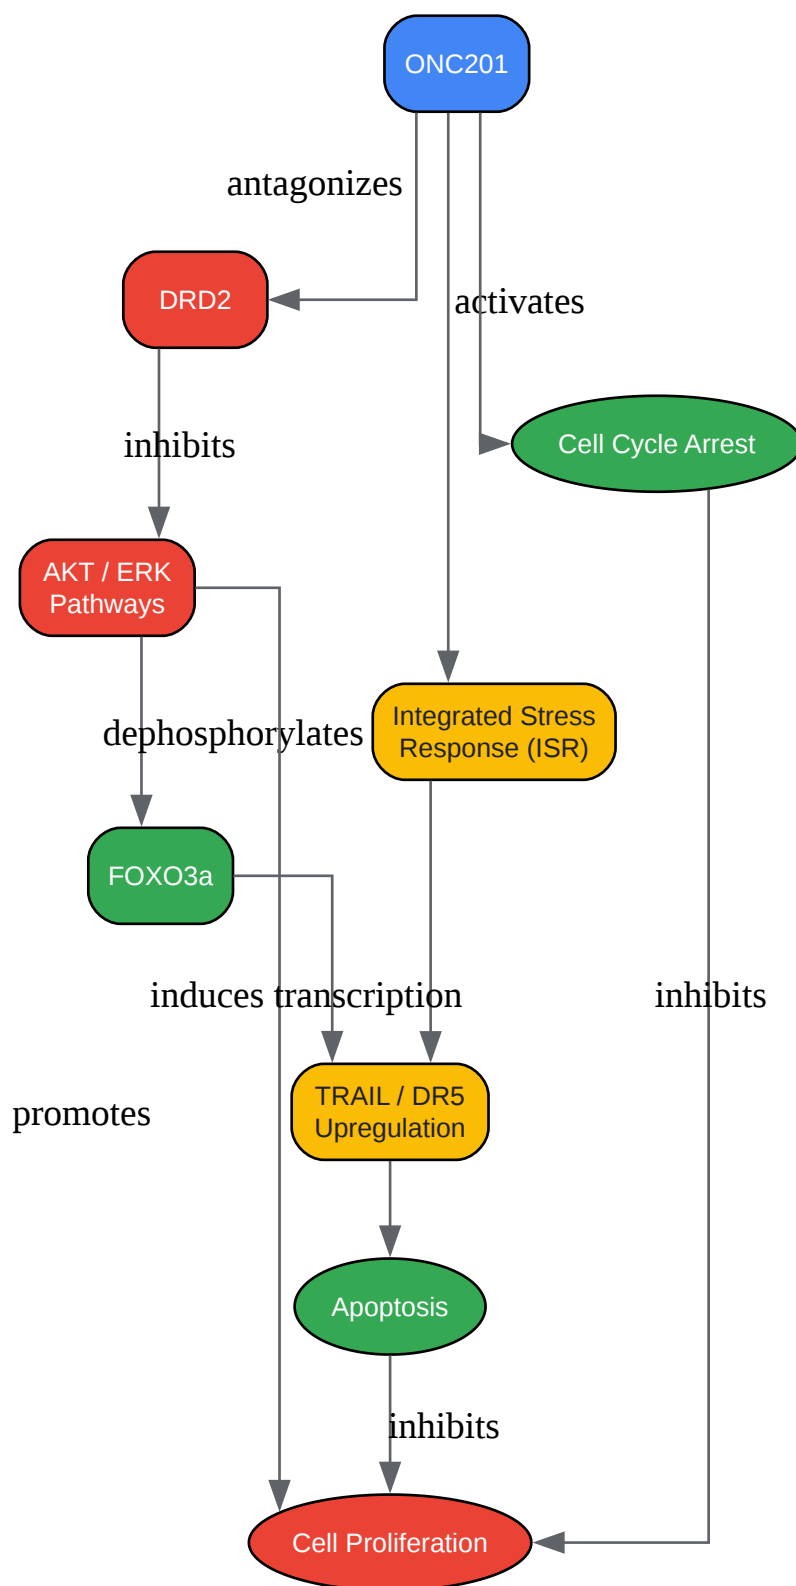 ONC201
antagonizes
DRD2
activates
inhibits
Cell Cycle Arrest
AKT / ERK
Pathways
dephosphorylates
Integrated Stress
Response (ISR)
FOXO3a
induces transcription
inhibits
TRAIL / DR5
Upregulation
promotes
Apoptosis
inhibits
Cell Proliferation